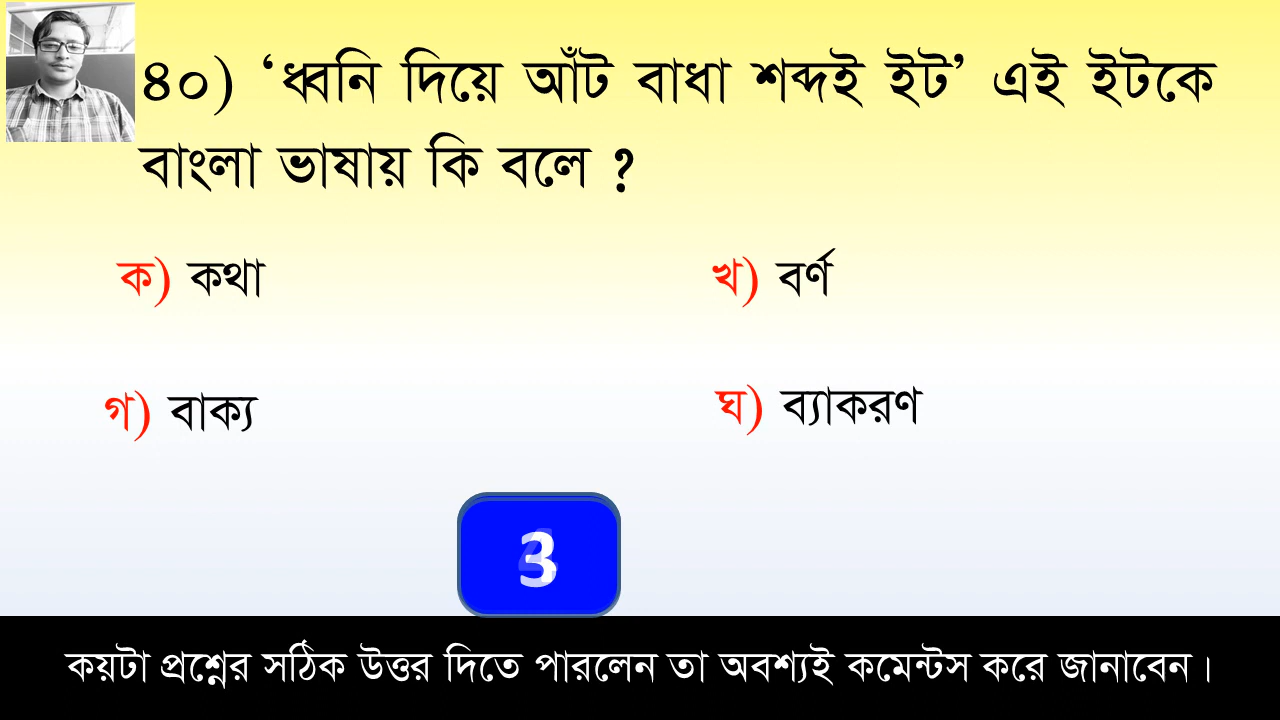 ৪০) ‘ধ্বনি দিয়ে আঁট বাধা শব্দই ইট’ এই ইটকে
বাংলা ভাষায় কি বলে ?
ক) কথা
খ) বর্ণ
গ) বাক্য
ঘ) ব্যাকরণ
3
কয়টা প্রশ্নের সঠিক উত্তর দিতে পারলেন তা অবশ্যই কমেন্টস করে জানাবেন।